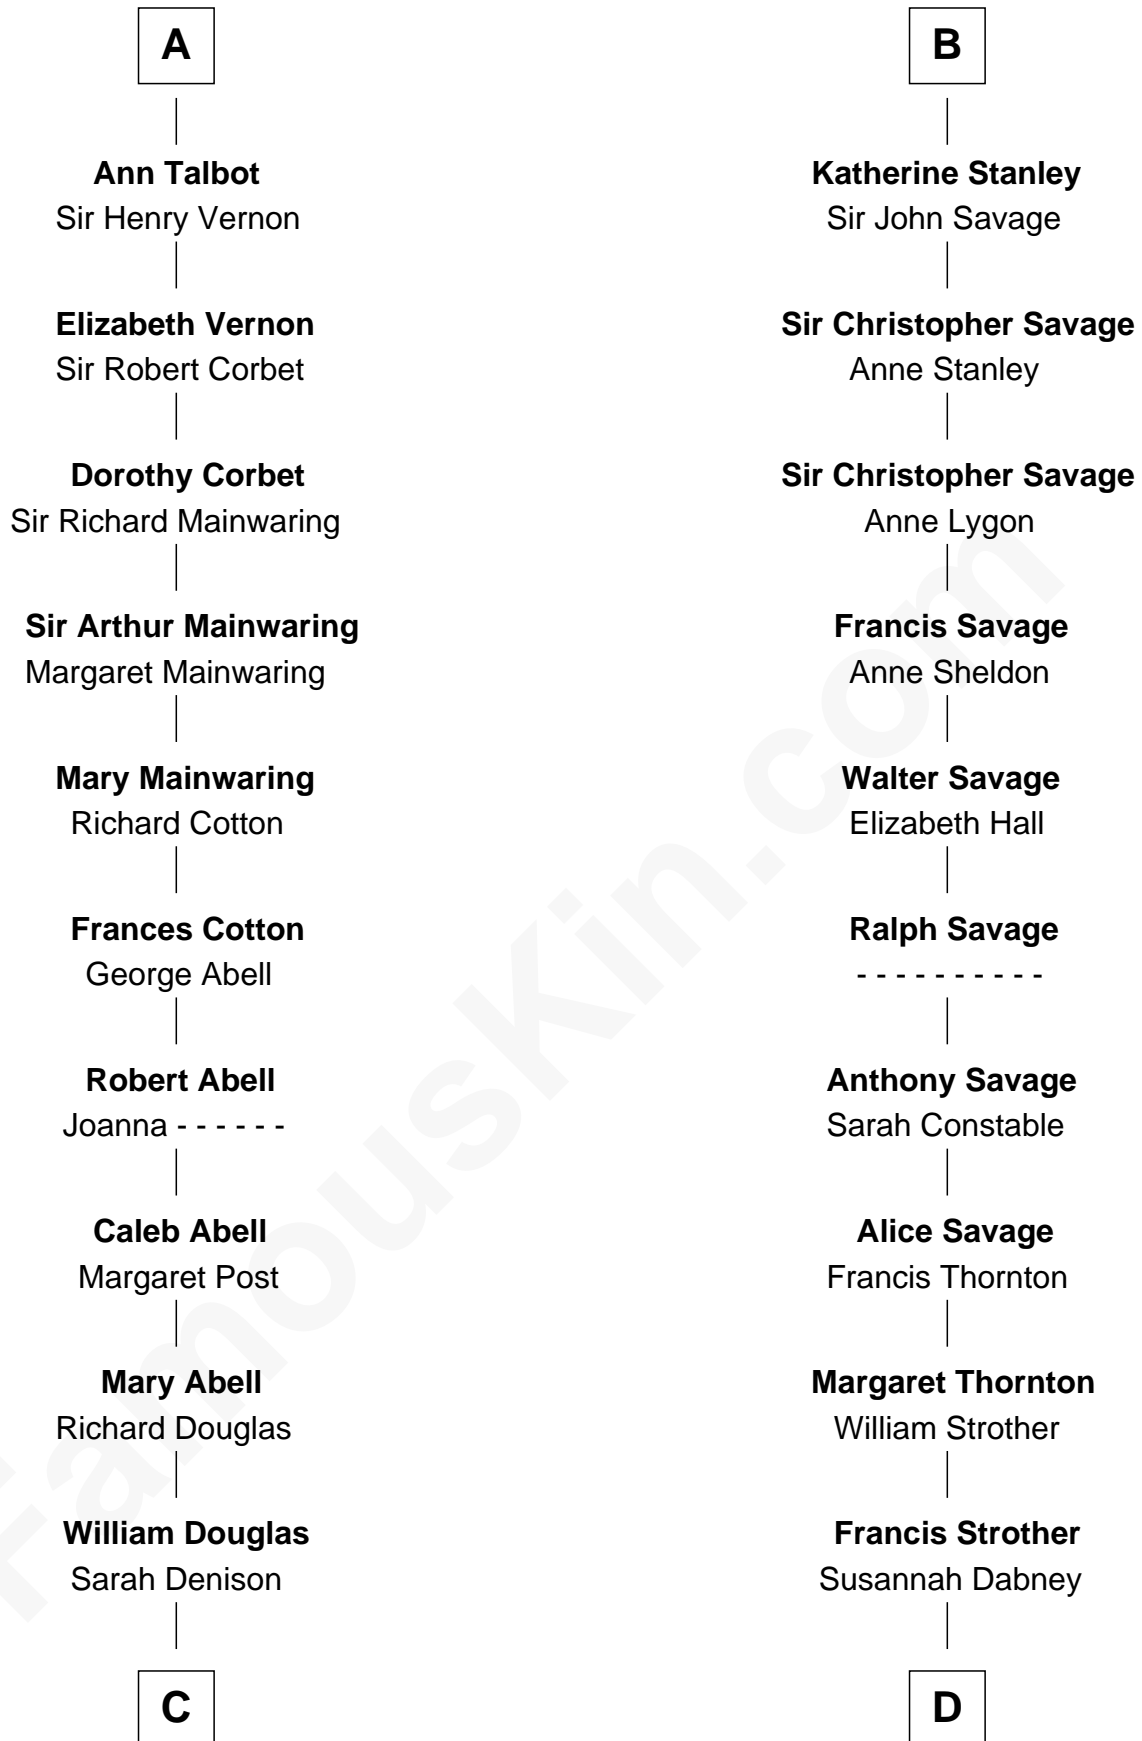 A
Ann Talbot
Sir Henry Vernon
Elizabeth Vernon
Sir Robert Corbet
Dorothy Corbet
Sir Richard Mainwaring
Sir Arthur Mainwaring
Margaret Mainwaring
Mary Mainwaring
Richard Cotton
Frances Cotton
George Abell
Robert Abell
Joanna - - - - - -
Caleb Abell
Margaret Post
Mary Abell
Richard Douglas
William Douglas
Sarah Denison
C
B
Katherine Stanley
Sir John Savage
Sir Christopher Savage
Anne Stanley
Sir Christopher Savage
Anne Lygon
Francis Savage
Anne Sheldon
Walter Savage
Elizabeth Hall
Ralph Savage
- - - - - - - - - -
Anthony Savage
Sarah Constable
Alice Savage
Francis Thornton
Margaret Thornton
William Strother
Francis Strother
Susannah Dabney
D
FamousKin.com